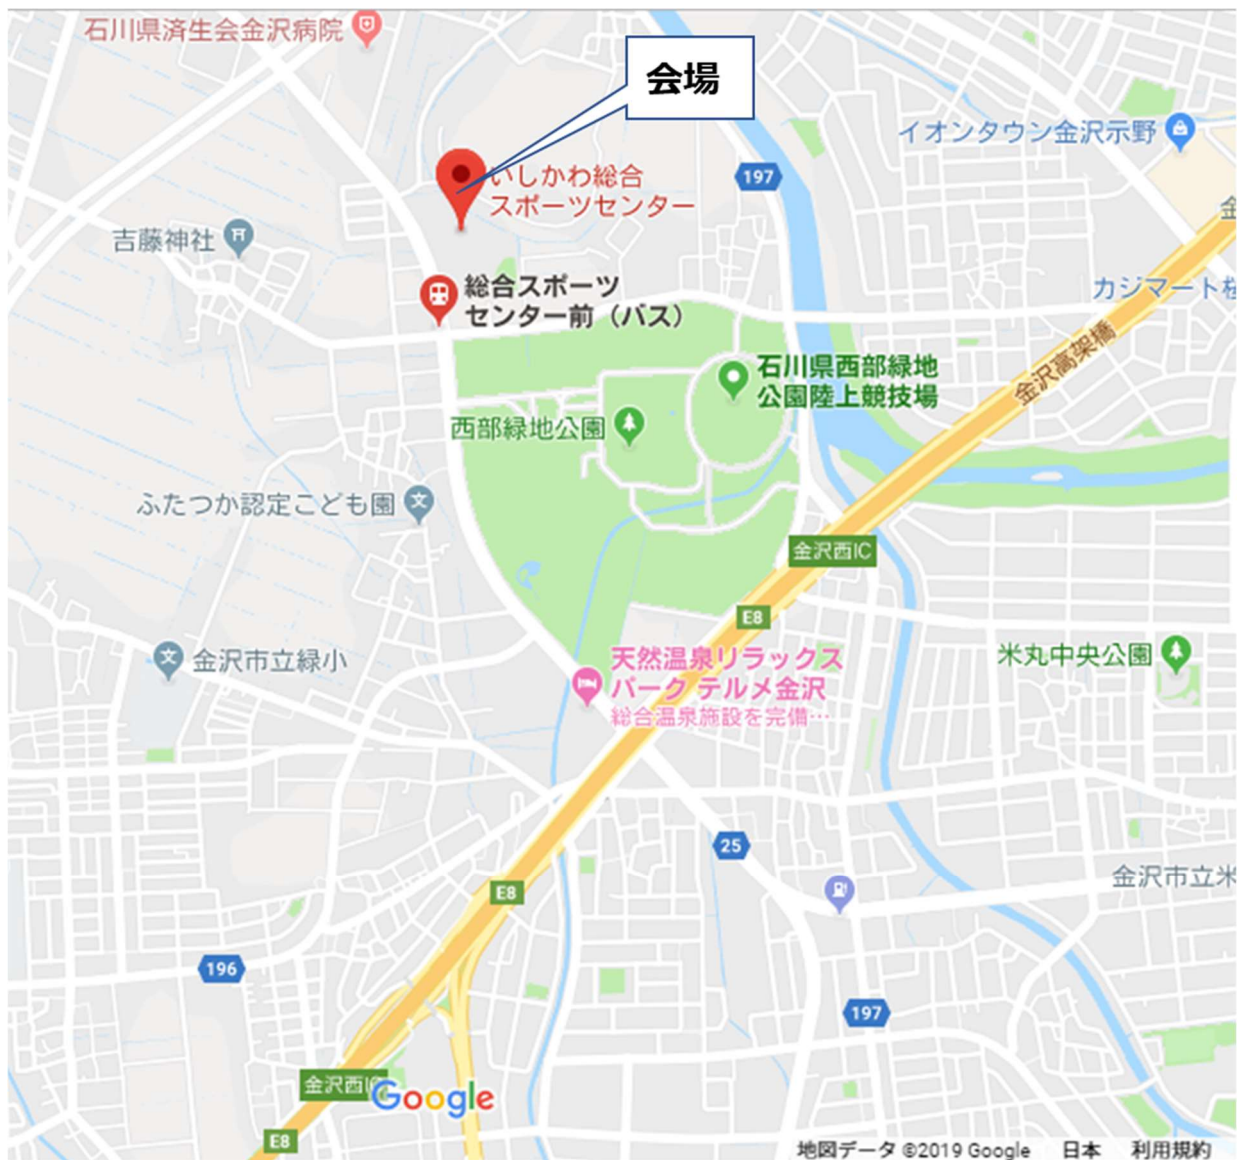 石川県済生会金沢病院
会場
イオンタウン金沢示野
197
いしかわ総合
スポーツセンター
吉藤神社
総合スポーツ
センター前（バス）
カジマート
金沢高架橋
石川県西部緑地
公園陸上競技場
西部緑地公園
ふたつか認定こども園
金沢西IC
E8
米丸中央公園
金沢市立緑小
天然温泉リラックス
パーク テルメ金沢
総合温泉施設を完備…
25
金沢市立米
E8
196
197
金沢西I
Google
E8
地図データ ©2019 Google 日本 利用規約